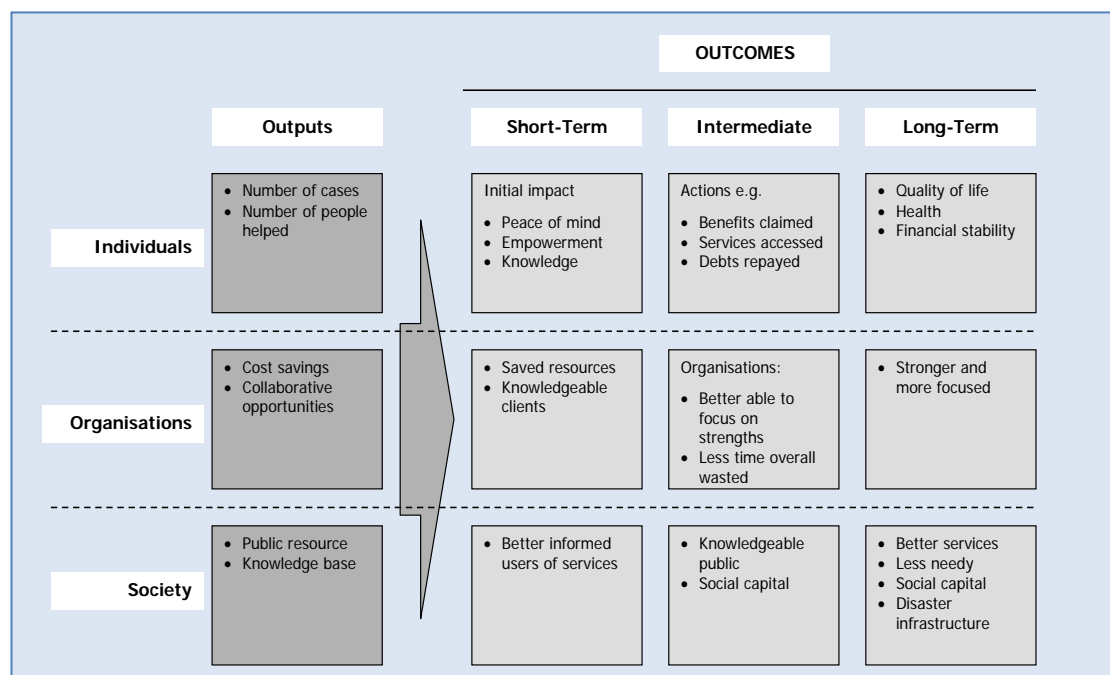 OUTCOMES
Outputs
Short-Term
Intermediate
Long-Term
Individuals
• Number of cases
• Number of people
helped
Initial impact
• Peace of mind
• Empowerment
• Knowledge
Actions e.g.
• Benefits claimed
• Services accessed
• Debts repayed
• Quality of life
• Health
• Financial stability
Organisations
• Cost savings
• Collaborative
opportunities
• Saved resources
• Knowledgeable
clients
Organisations:
• Better able to
focus on
strengths
• Less time overall
wasted
• Stronger and
more focused
Society
• Public resource
• Knowledge base
• Better informed
users of services
• Knowledgeable
public
• Social capital
• Better services
• Less needy
• Social capital
• Disaster
infrastructure